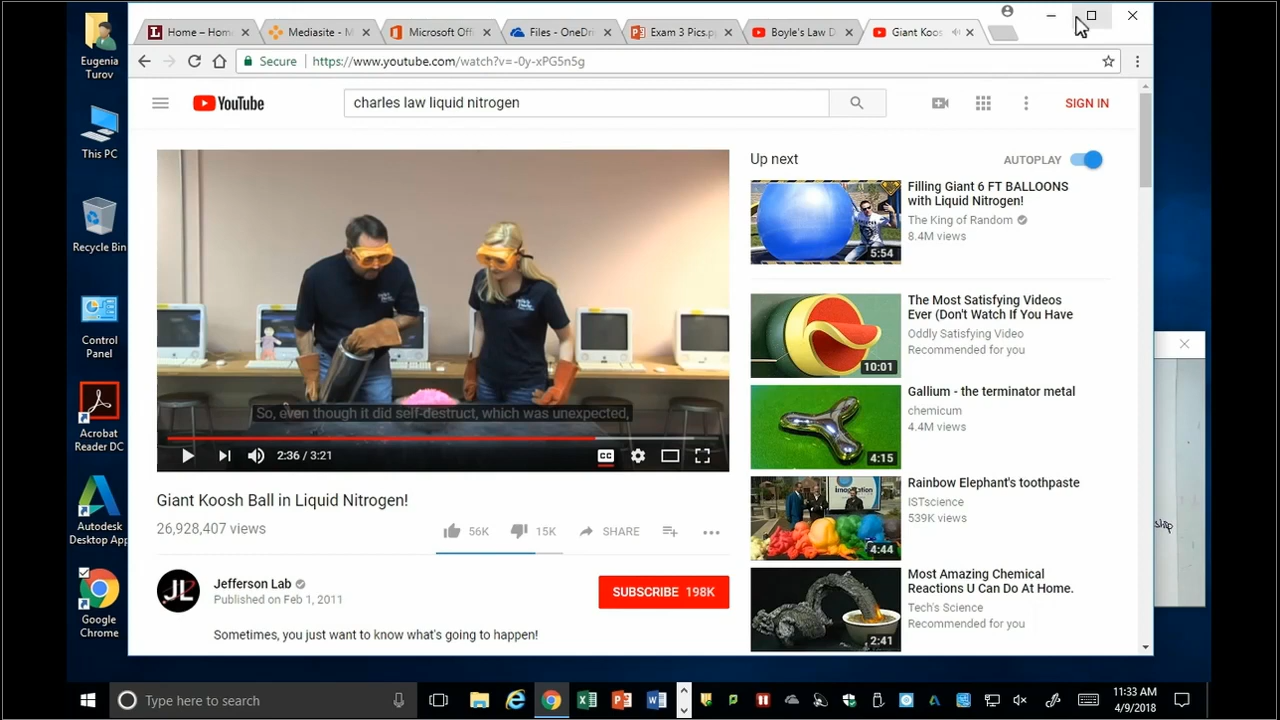 Eugenia
Turov
This PC
Recycle Bin
Control
Panel
Acrobat
Reader DC
Autodesk
Desktop App
Google
Chrome
L Home – Hom
Mediasite - M
Microsoft Off
Files - OneDri
Exam 3 Pics.p
Boyle's Law D
Giant Koos
Secure
https://www.youtube.com/watch?v=-0y-xPG5n5g
YouTube
charles law liquid nitrogen
SIGN IN
So, even though it did self-destruct, which was unexpected,
2:36 / 3:21
CC
Giant Koosh Ball in Liquid Nitrogen!
26,928,407 views
56K
15K
SHARE
JL
Jefferson Lab
Published on Feb 1, 2011
SUBSCRIBE 198K
Sometimes, you just want to know what's going to happen!
Up next
AUTOPLAY
5:54
Filling Giant 6 FT BALLOONS
with Liquid Nitrogen!
The King of Random
8.4M views
10:01
The Most Satisfying Videos
Ever (Don't Watch If You Have
Oddly Satisfying Video
Recommended for you
4:15
Gallium - the terminator metal
chemicum
4.4M views
4:44
Rainbow Elephant's toothpaste
ISTscience
539K views
2:41
Most Amazing Chemical
Reactions U Can Do At Home.
Tech's Science
Recommended for you
Type here to search
11:33 AM
4/9/2018